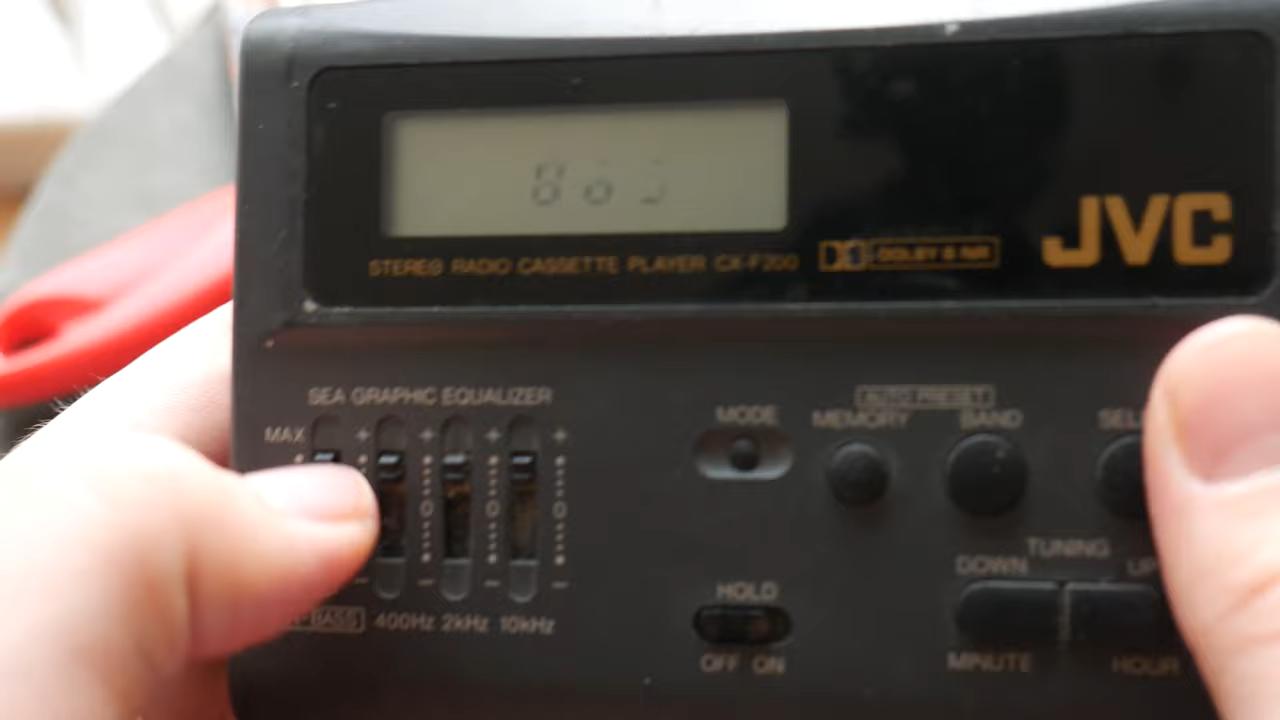 STEREO RADIO CASSETTE PLAYER CX-F200
DOLBY B NR
JVC
SEA GRAPHIC EQUALIZER
MAX
AUTO PRESET
MODE MEMORY BAND
TUNING
DOWN UP
HOLD
BASS 400Hz 2kHz 10kHz
OFF ON
MINUTE HOUR